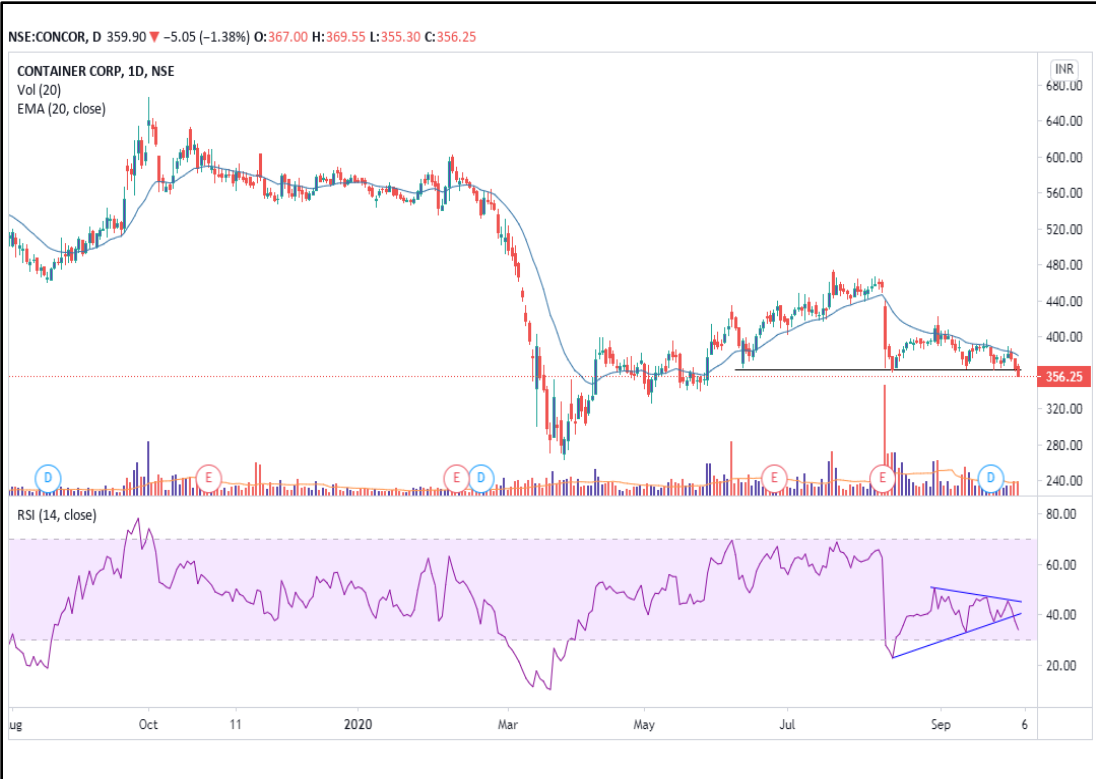 NSE:CONCOR, D 359.90 ▼ −5.05 (−1.38%) O:367.00 H:369.55 L:355.30 C:356.25
CONTAINER CORP, 1D, NSE
Vol (20)
EMA (20, close)
INR
680.00
640.00
600.00
560.00
520.00
480.00
440.00
400.00
356.25
320.00
280.00
240.00
D
E
E
D
E
E
D
RSI (14, close)
80.00
60.00
40.00
20.00
ug
Oct
11
2020
Mar
May
Jul
Sep
6